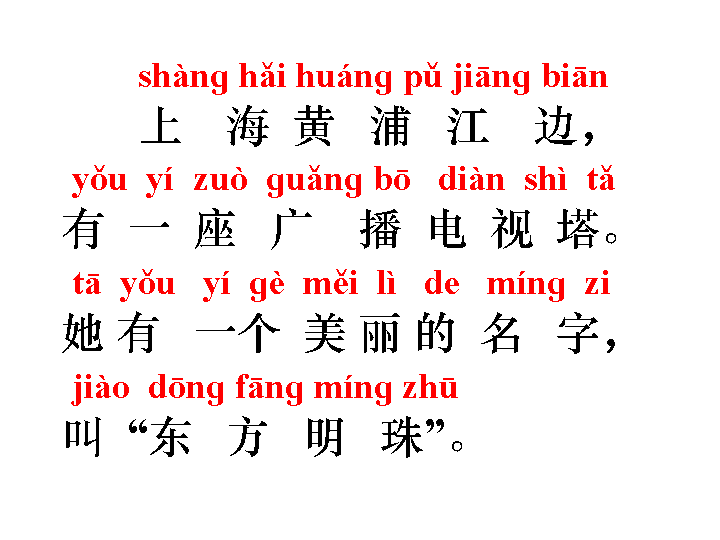 shàng hǎi huáng pǔ jiāng biān
上 海 黄 浦 江 边，
yǒu yí zuò guǎng bō diàn shì tǎ
有 一 座 广 播 电 视 塔。
tā yǒu yí gè měi lì de míng zi
她 有 一个 美 丽 的 名 字，
jiào dōng fāng míng zhū
叫 “东 方 明 珠”。